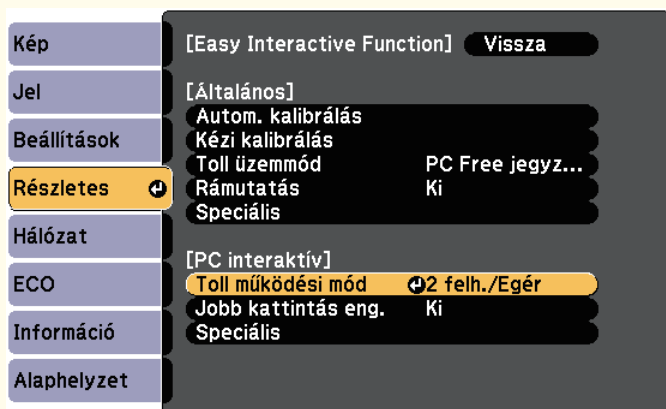 Kép
Jel
Beállítások
Részletes
Hálózat
ECO
Információ
Alaphelyzet
[Easy Interactive Function] Vissza
[Általános]
Autom. kalibrálás
Kézi kalibrálás
Toll üzemmód PC Free jegyz...
Rámutatás Ki
Speciális
[PC interaktív]
Toll működési mód 2 felh./Egér
Jobb kattintás eng. Ki
Speciális